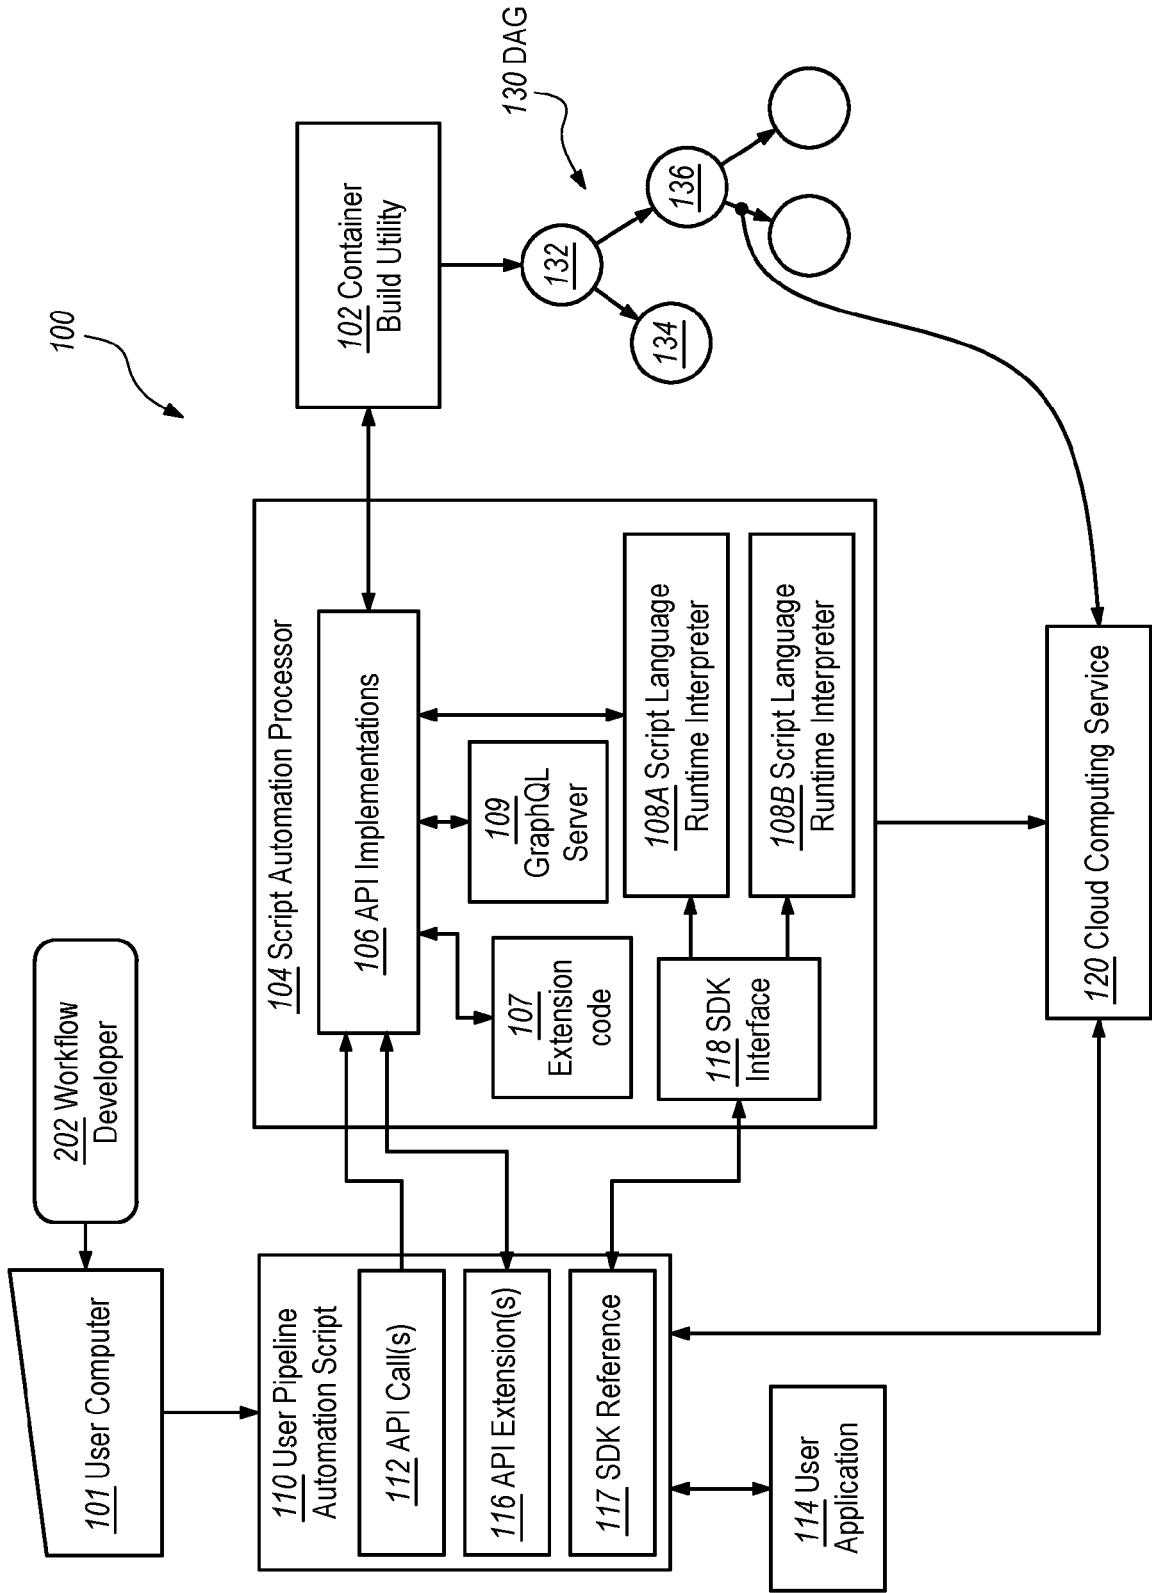 100
202 Workflow
Developer
101 User Computer
110 User Pipeline
Automation Script
112 API Call(s)
116 API Extension(s)
117 SDK Reference
114 User
Application
104 Script Automation Processor
106 API Implementations
107
Extension
code
109
GraphQL
Server
118 SDK
Interface
108A Script Language
Runtime Interpreter
108B Script Language
Runtime Interpreter
102 Container
Build Utility
130 DAG
132
134
136
120 Cloud Computing Service